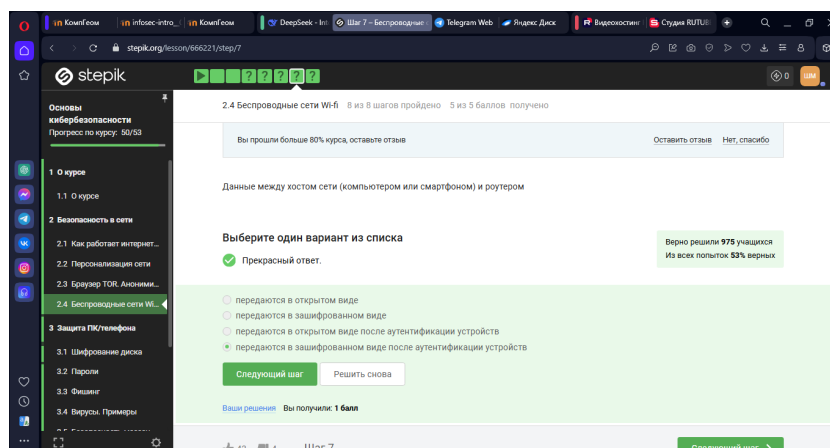 КомпГеом
infosec-intro_
КомпГеом
DeepSeek - Int
Шаг 7 – Беспроводные
Telegram Web
Яндекс Диск
Видеохостинг
Студия RUTUB
stepik.org/lesson/666221/step/7
stepik
0
ШМ
Основы
кибербезопасности
Прогресс по курсу: 50/53
1 О курсе
1.1 О курсе
2 Безопасность в сети
2.1 Как работает интернет...
2.2 Персонализация сети
2.3 Браузер TOR. Аноними...
2.4 Беспроводные сети Wi...
3 Защита ПК/телефона
3.1 Шифрование диска
3.2 Пароли
3.3 Фишинг
3.4 Вирусы. Примеры
2.4 Беспроводные сети Wi-fi 8 из 8 шагов пройдено 5 из 5 баллов получено
Вы прошли больше 80% курса, оставьте отзыв
Оставить отзыв Нет, спасибо
Данные между хостом сети (компьютером или смартфоном) и роутером
Выберите один вариант из списка
Прекрасный ответ.
Верно решили 975 учащихся
Из всех попыток 53% верных
передаются в открытом виде
передаются в зашифрованном виде
передаются в открытом виде после аутентификации устройств
передаются в зашифрованном виде после аутентификации устройств
Следующий шаг
Решить снова
Ваши решения Вы получили: 1 балл
Шаг 7
Следующий шаг